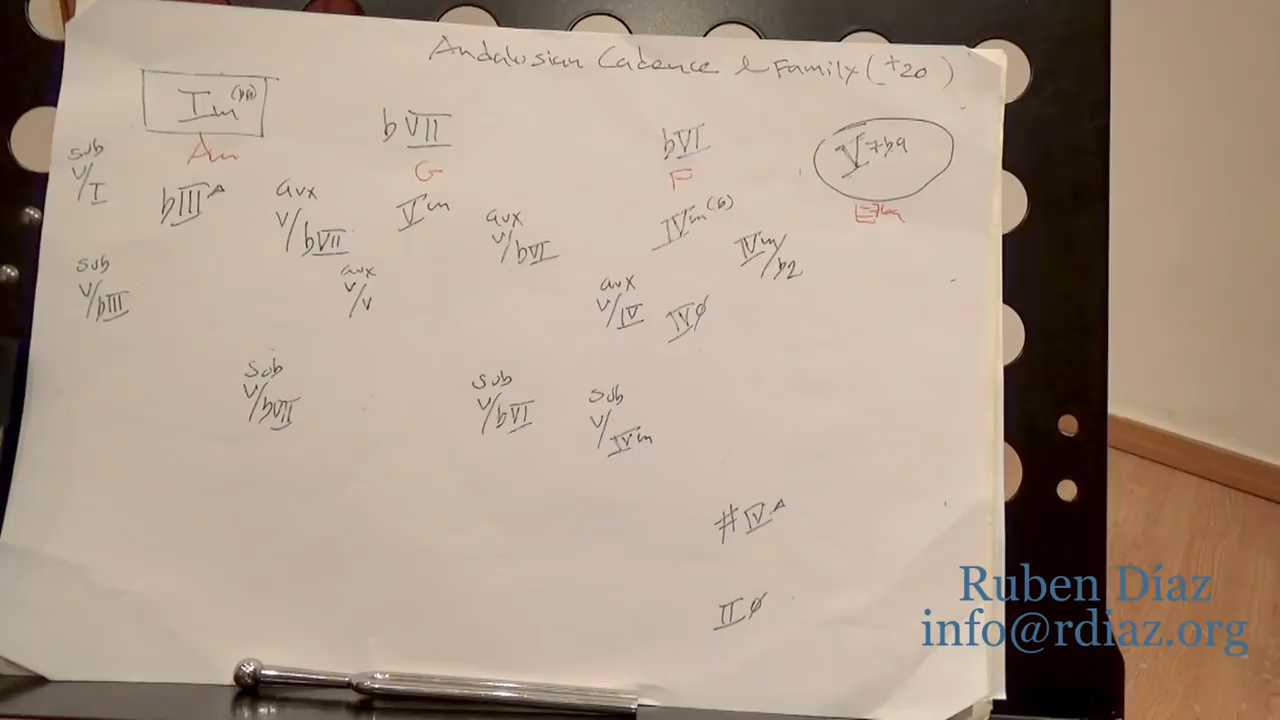 Andalusian Cadence & Family (+20)
Im
bVII
bVI
V7b9
Am
G
F
E7b9
sub V/I
bIIIΔ
aux V/bVII
Vm
aux V/bVI
IVm(6)
IVm/b2
sub V/bIII
aux V/V
aux V/IV
IVø
sub V/bVII
sub V/bVI
sub V/IVm
#IVΔ
IIø
Ruben Díaz
info@rdiaz.org